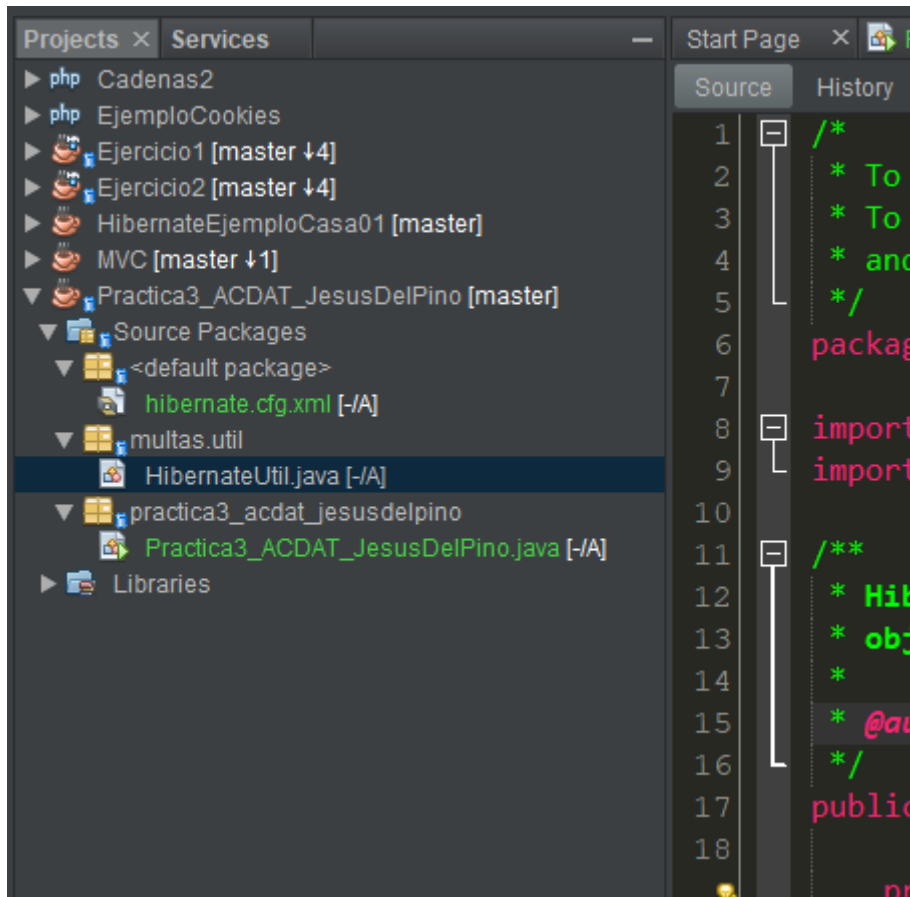 Projects × Services
Cadenas2
EjemploCookies
Ejercicio1 [master ↓4]
Ejercicio2 [master ↓4]
HibernateEjemploCasa01 [master]
MVC [master ↓1]
Practica3_ACDAT_JesusDelPino [master]
Source Packages
<default package>
hibernate.cfg.xml [-/A]
multas.util
HibernateUtil.java [-/A]
practica3_acdat_jesusdelpino
Practica3_ACDAT_JesusDelPino.java [-/A]
Libraries
Start Page ×
Source History
1 /*
2 * To
3 * To
4 * and
5 */
6 packag
7
8 import
9 import
10
11 /**
12 * Hib
13 * obj
14 *
15 * @au
16 */
17 public
18
pr